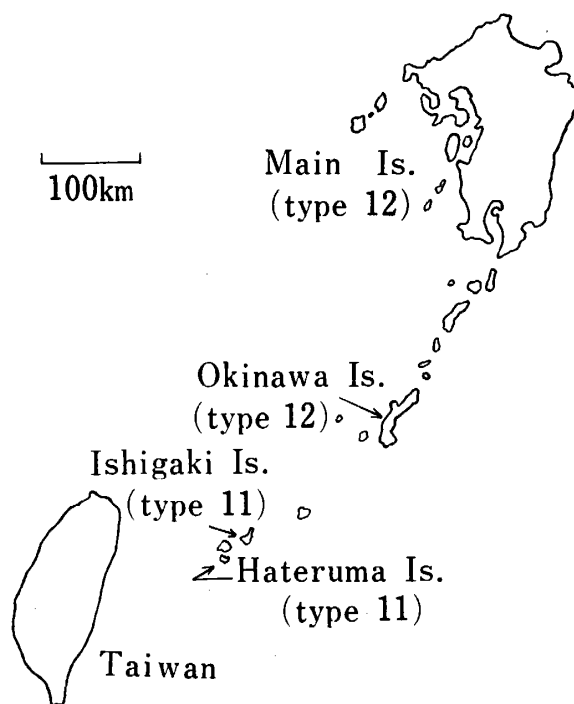 100km
Main Is.
(type 12)
Okinawa Is.
(type 12)
Ishigaki Is.
(type 11)
Hateruma Is.
(type 11)
Taiwan